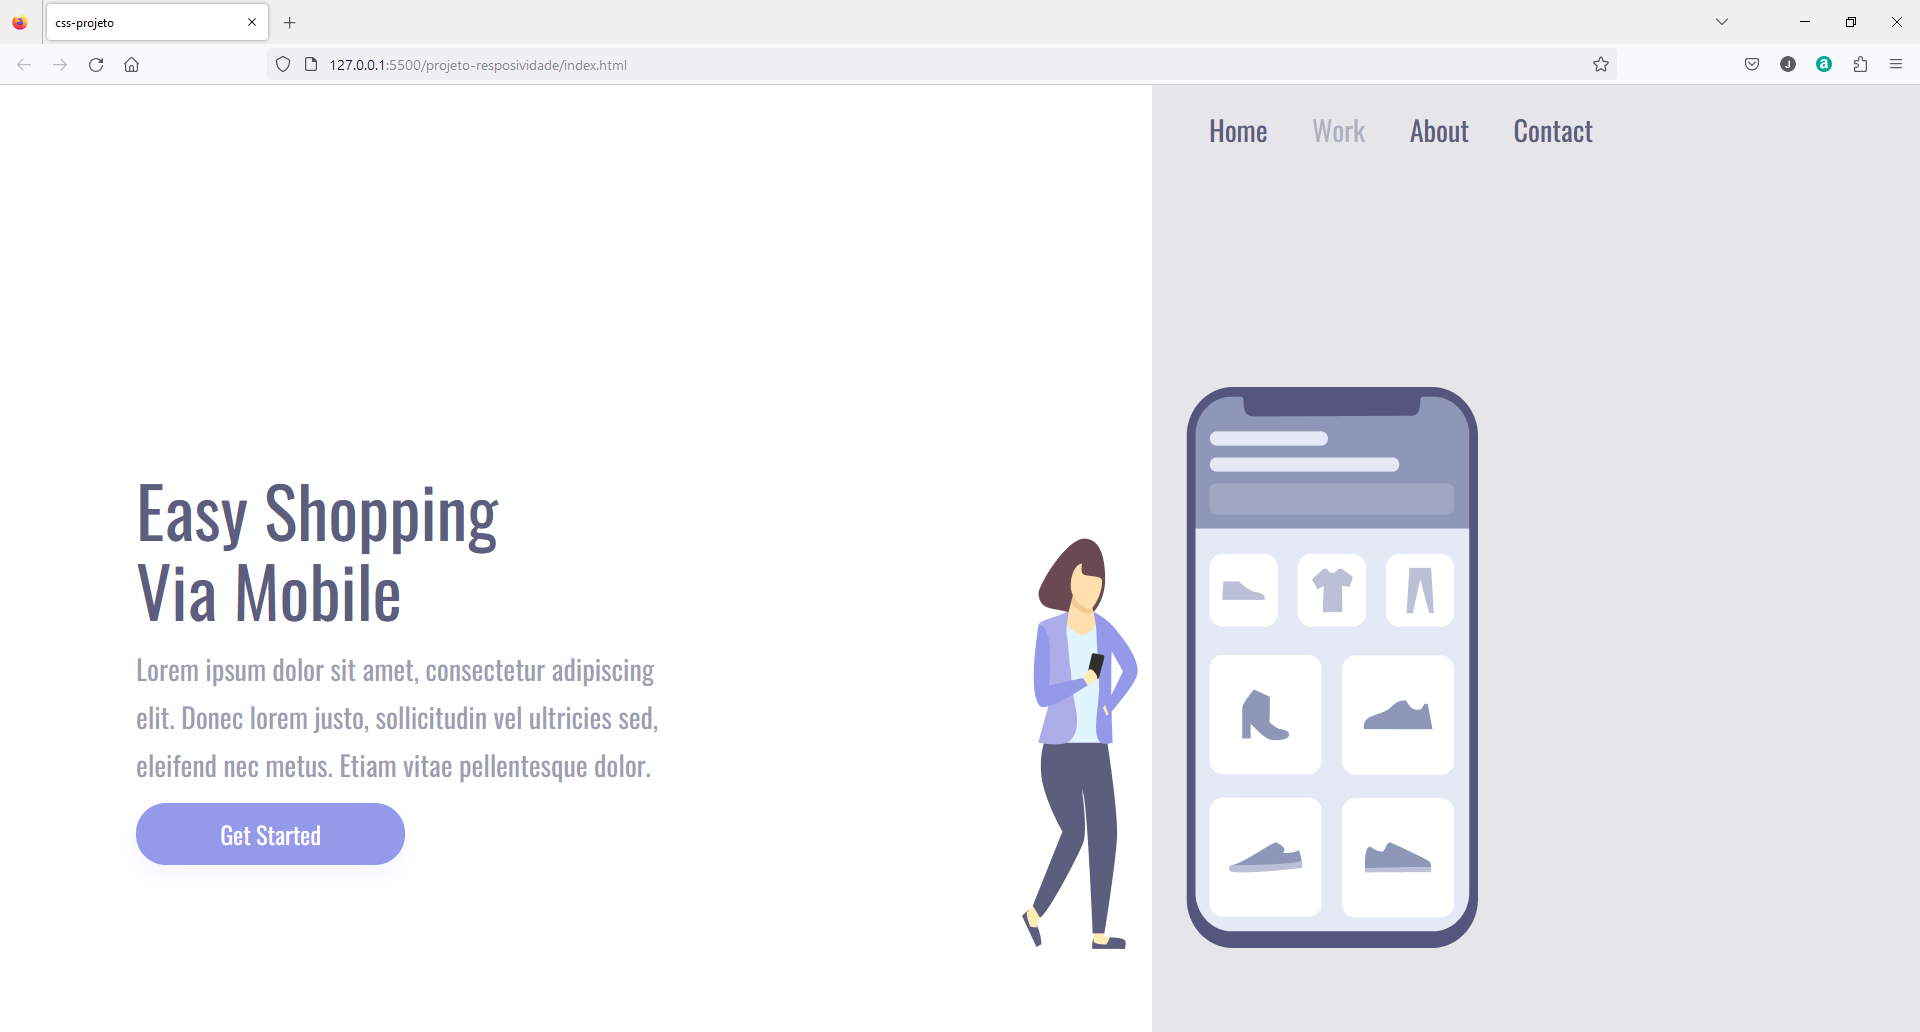 css-projeto
127.0.0.1:5500/projeto-resposividade/index.html
J
a
Home Work About Contact
Easy Shopping
Via Mobile
Lorem ipsum dolor sit amet, consectetur adipiscing
elit. Donec lorem justo, sollicitudin vel ultricies sed,
eleifend nec metus. Etiam vitae pellentesque dolor.
Get Started